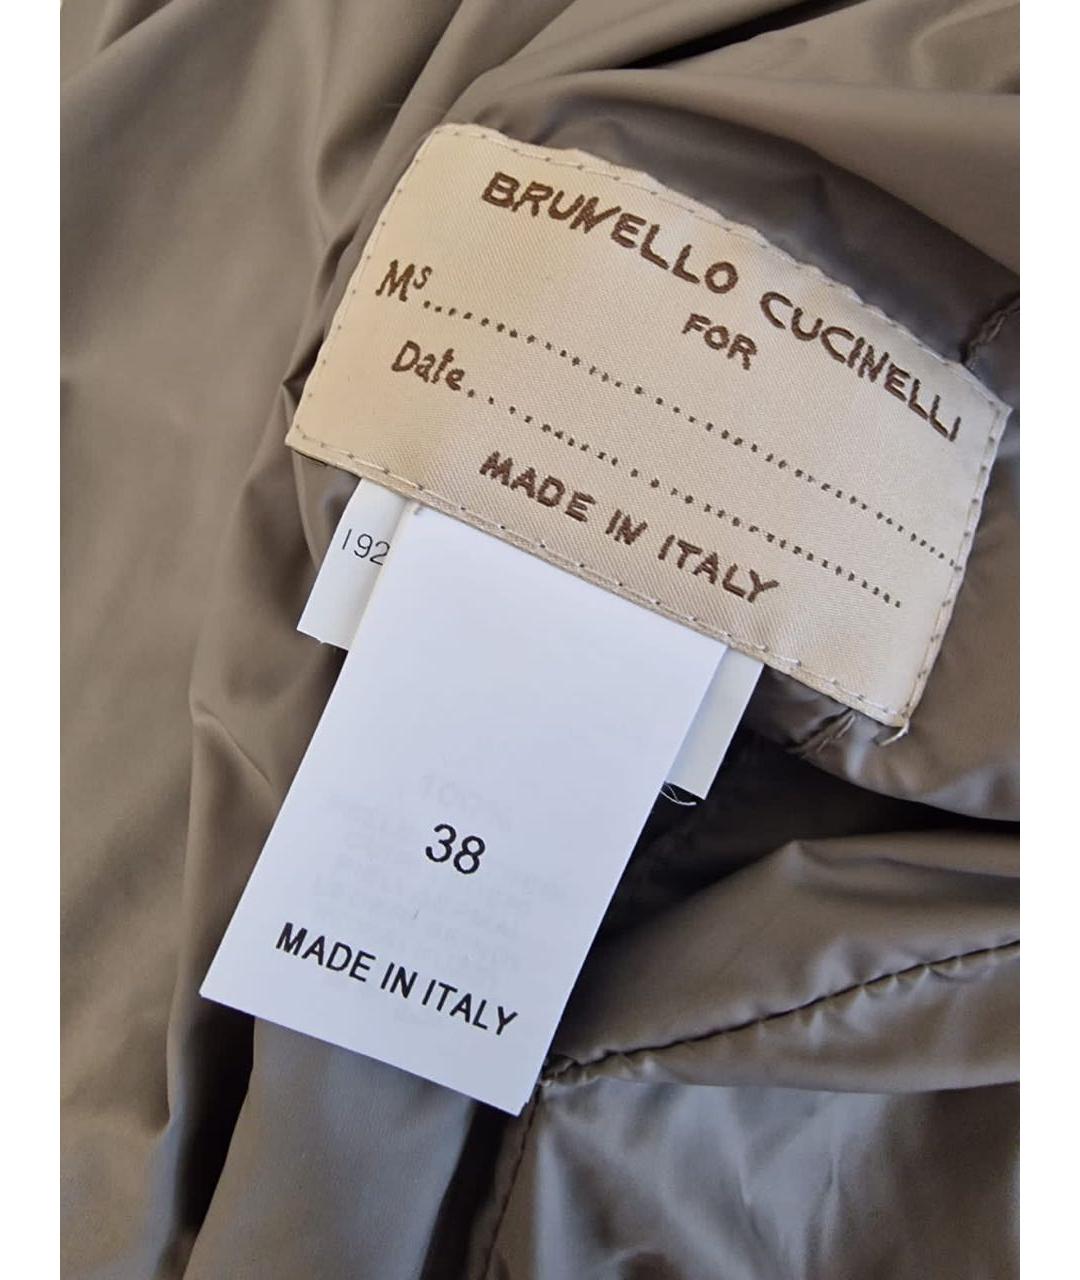 BRUNELLO CUCINELLI
FOR
Ms....................................................
Date..................................................
MADE IN ITALY
192
38
MADE IN ITALY